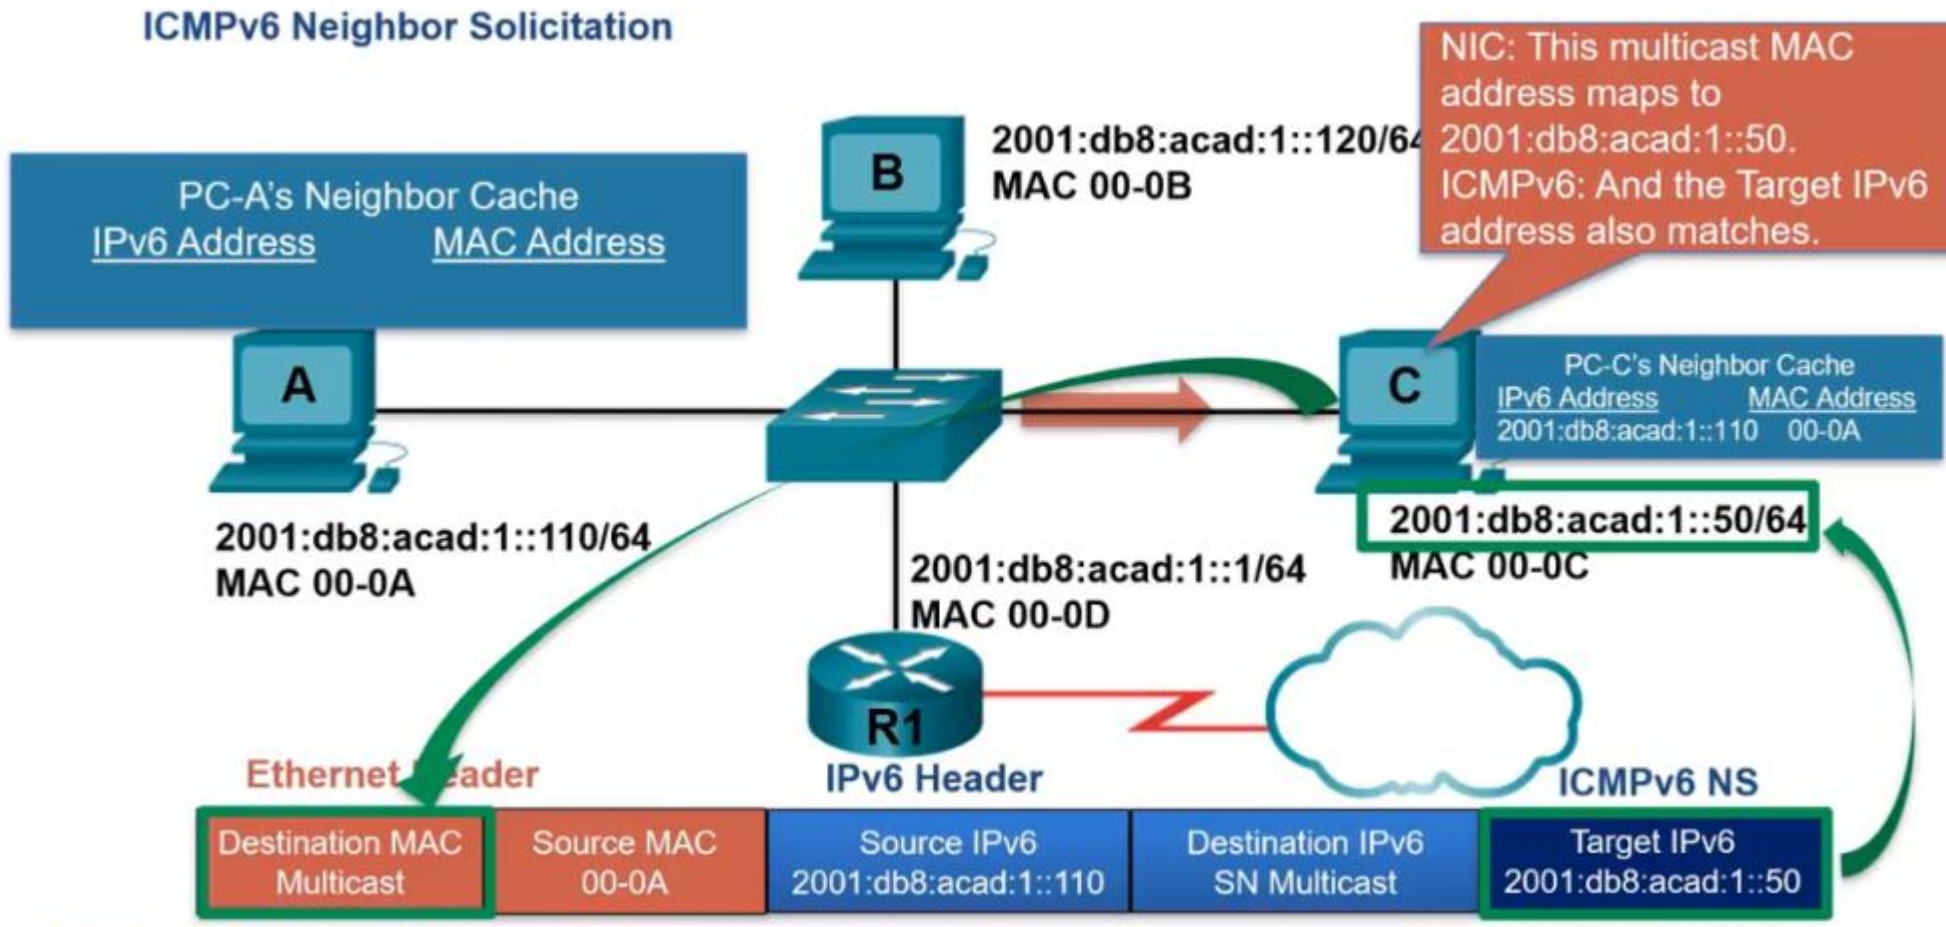 ICMPv6 Neighbor Solicitation
NIC: This multicast MAC
address maps to
2001:db8:acad:1::50.
ICMPv6: And the Target IPv6
address also matches.
B
2001:db8:acad:1::120/64
MAC 00-0B
PC-A's Neighbor Cache
IPv6 Address MAC Address
A
2001:db8:acad:1::110/64
MAC 00-0A
C
PC-C's Neighbor Cache
IPv6 Address MAC Address
2001:db8:acad:1::110 00-0A
2001:db8:acad:1::50/64
MAC 00-0C
2001:db8:acad:1::1/64
MAC 00-0D
R1
Ethernet Header
IPv6 Header
ICMPv6 NS
Destination MAC
Multicast
Source MAC
00-0A
Source IPv6
2001:db8:acad:1::110
Destination IPv6
SN Multicast
Target IPv6
2001:db8:acad:1::50